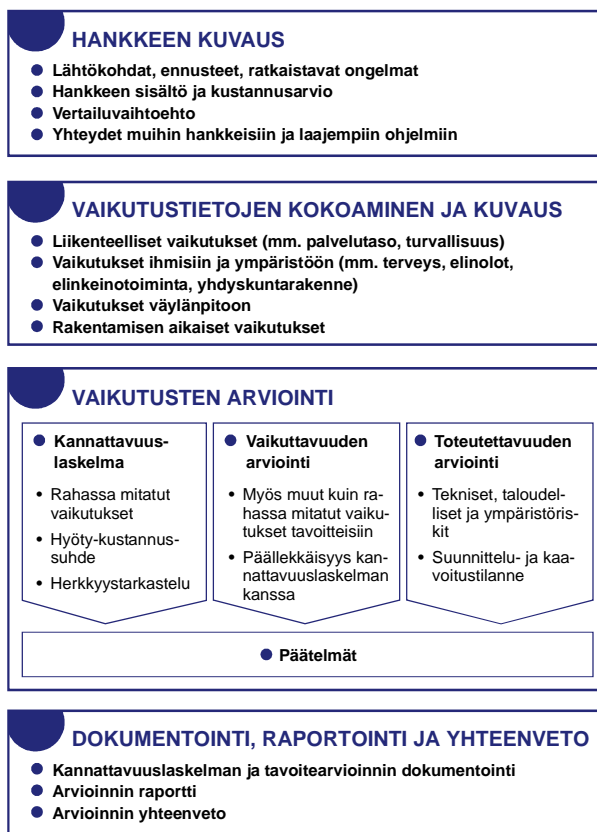 HANKKEEN KUVAUS
Lähtökohdat, ennusteet, ratkaistavat ongelmat
Hankkeen sisältö ja kustannusarvio
Vertailuvaihtoehto
Yhteydet muihin hankkeisiin ja laajempiin ohjelmiin
VAIKUTUSTIETOJEN KOKOAMINEN JA KUVAUS
Liikenteelliset vaikutukset (mm. palvelutaso, turvallisuus)
Vaikutukset ihmisiin ja ympäristöön (mm. terveys, elinolot,
elinkeinotoiminta, yhdyskuntarakenne)
Vaikutukset väylänpitoon
Rakentamisen aikaiset vaikutukset
VAIKUTUSTEN ARVIOINTI
Kannattavuus-
laskelma
• Rahassa mitatut
vaikutukset
• Hyöty-kustannus-
suhde
• Herkkyystarkastelu
Vaikuttavuuden
arviointi
• Myös muut kuin ra-
hassa mitatut vaiku-
tukset tavoitteisiin
• Päällekkäisyys kan-
nattavuuslaskelman
kanssa
Toteutettavuuden
arviointi
• Tekniset, taloudel-
liset ja ympäristöris-
kit
• Suunnittelu- ja kaa-
voitustilanne
Päätelmät
DOKUMENTOINTI, RAPORTOINTI JA YHTEENVETO
Kannattavuuslaskelman ja tavoitearvioinnin dokumentointi
Arvioinnin raportti
Arvioinnin yhteenveto